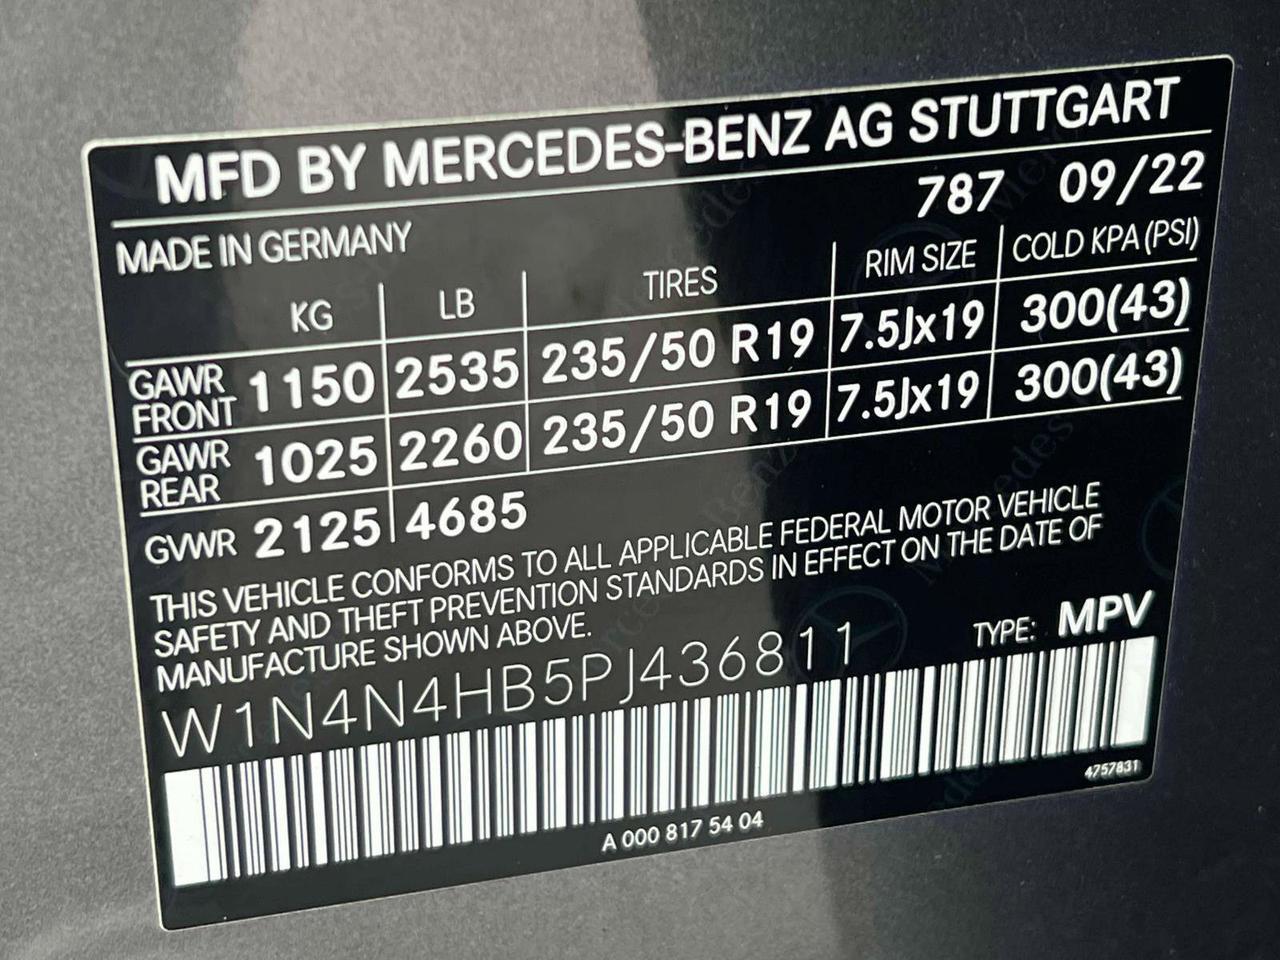 MFD BY MERCEDES-BENZ AG STUTTGART
787 09/22
MADE IN GERMANY
KG LB TIRES RIM SIZE COLD KPA (PSI)
GAWR FRONT 1150 2535 235/50 R19 7.5Jx19 300(43)
GAWR REAR 1025 2260 235/50 R19 7.5Jx19 300(43)
GVWR 2125 4685
THIS VEHICLE CONFORMS TO ALL APPLICABLE FEDERAL MOTOR VEHICLE
SAFETY AND THEFT PREVENTION STANDARDS IN EFFECT ON THE DATE OF
MANUFACTURE SHOWN ABOVE.
TYPE: MPV
W1N4N4HB5PJ436811
4757831
A 000 817 54 04